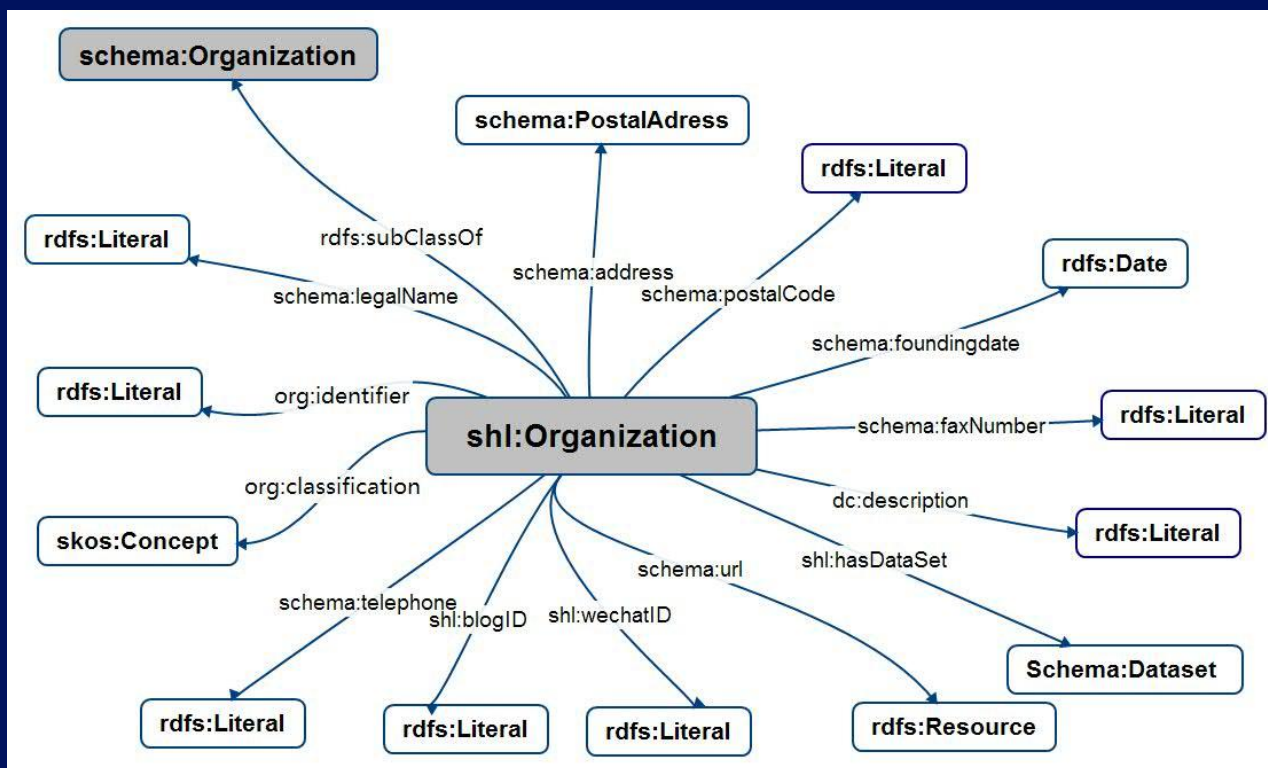 schema:Organization
schema:PostalAdress
rdfs:Literal
rdfs:Literal
rdfs:subClassOf
rdfs:Date
schema:address
schema:legalName
schema:postalCode
schema:foundingdate
rdfs:Literal
org:identifier
rdfs:Literal
schema:faxNumber
shl:Organization
org:classification
dc:description
skos:Concept
rdfs:Literal
shl:hasDataSet
schema:url
schema:telephone
shl:blogID
shl:wechatID
Schema:Dataset
rdfs:Literal
rdfs:Literal
rdfs:Literal
rdfs:Resource